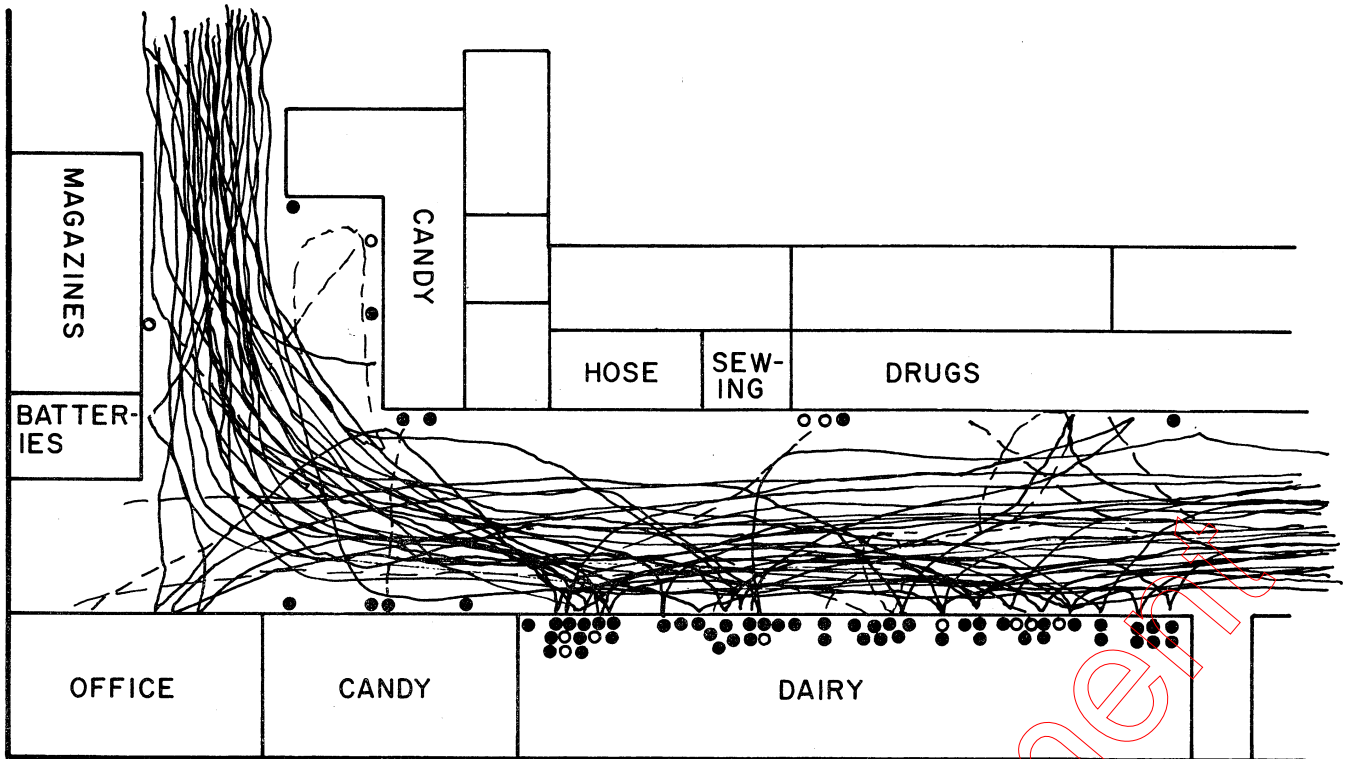 MAGAZINES
CANDY
HOSE
SEW-
ING
DRUGS
BATTER-
IES
OFFICE
CANDY
DAIRY